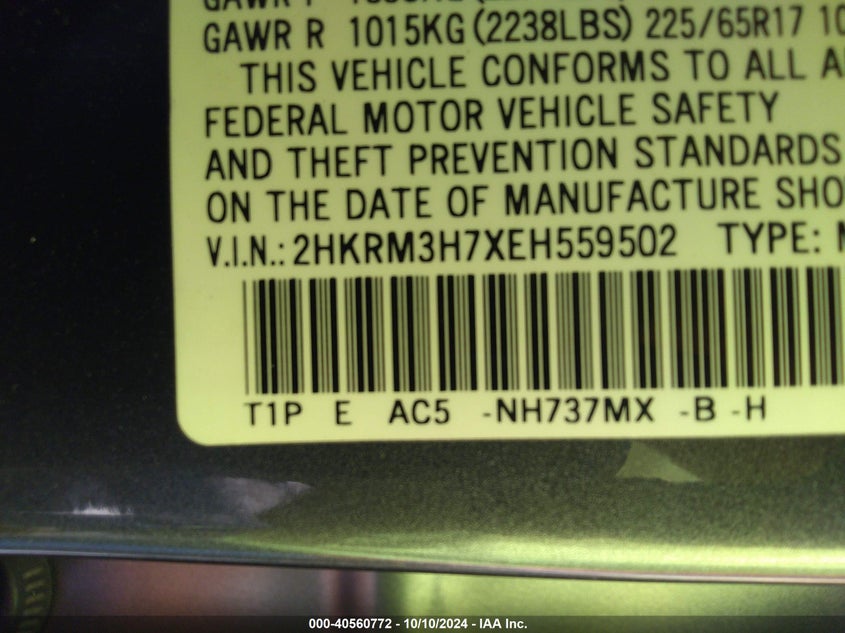 GAWR R 1015KG (2238LBS) 225/65R17
THIS VEHICLE CONFORMS TO ALL
FEDERAL MOTOR VEHICLE SAFETY
AND THEFT PREVENTION STANDARDS
ON THE DATE OF MANUFACTURE SHO
V.I.N.: 2HKRM3H7XEH559502 TYPE:
T1P E AC5 -NH737MX -B -H
000-40560772 - 10/10/2024 - IAA Inc.